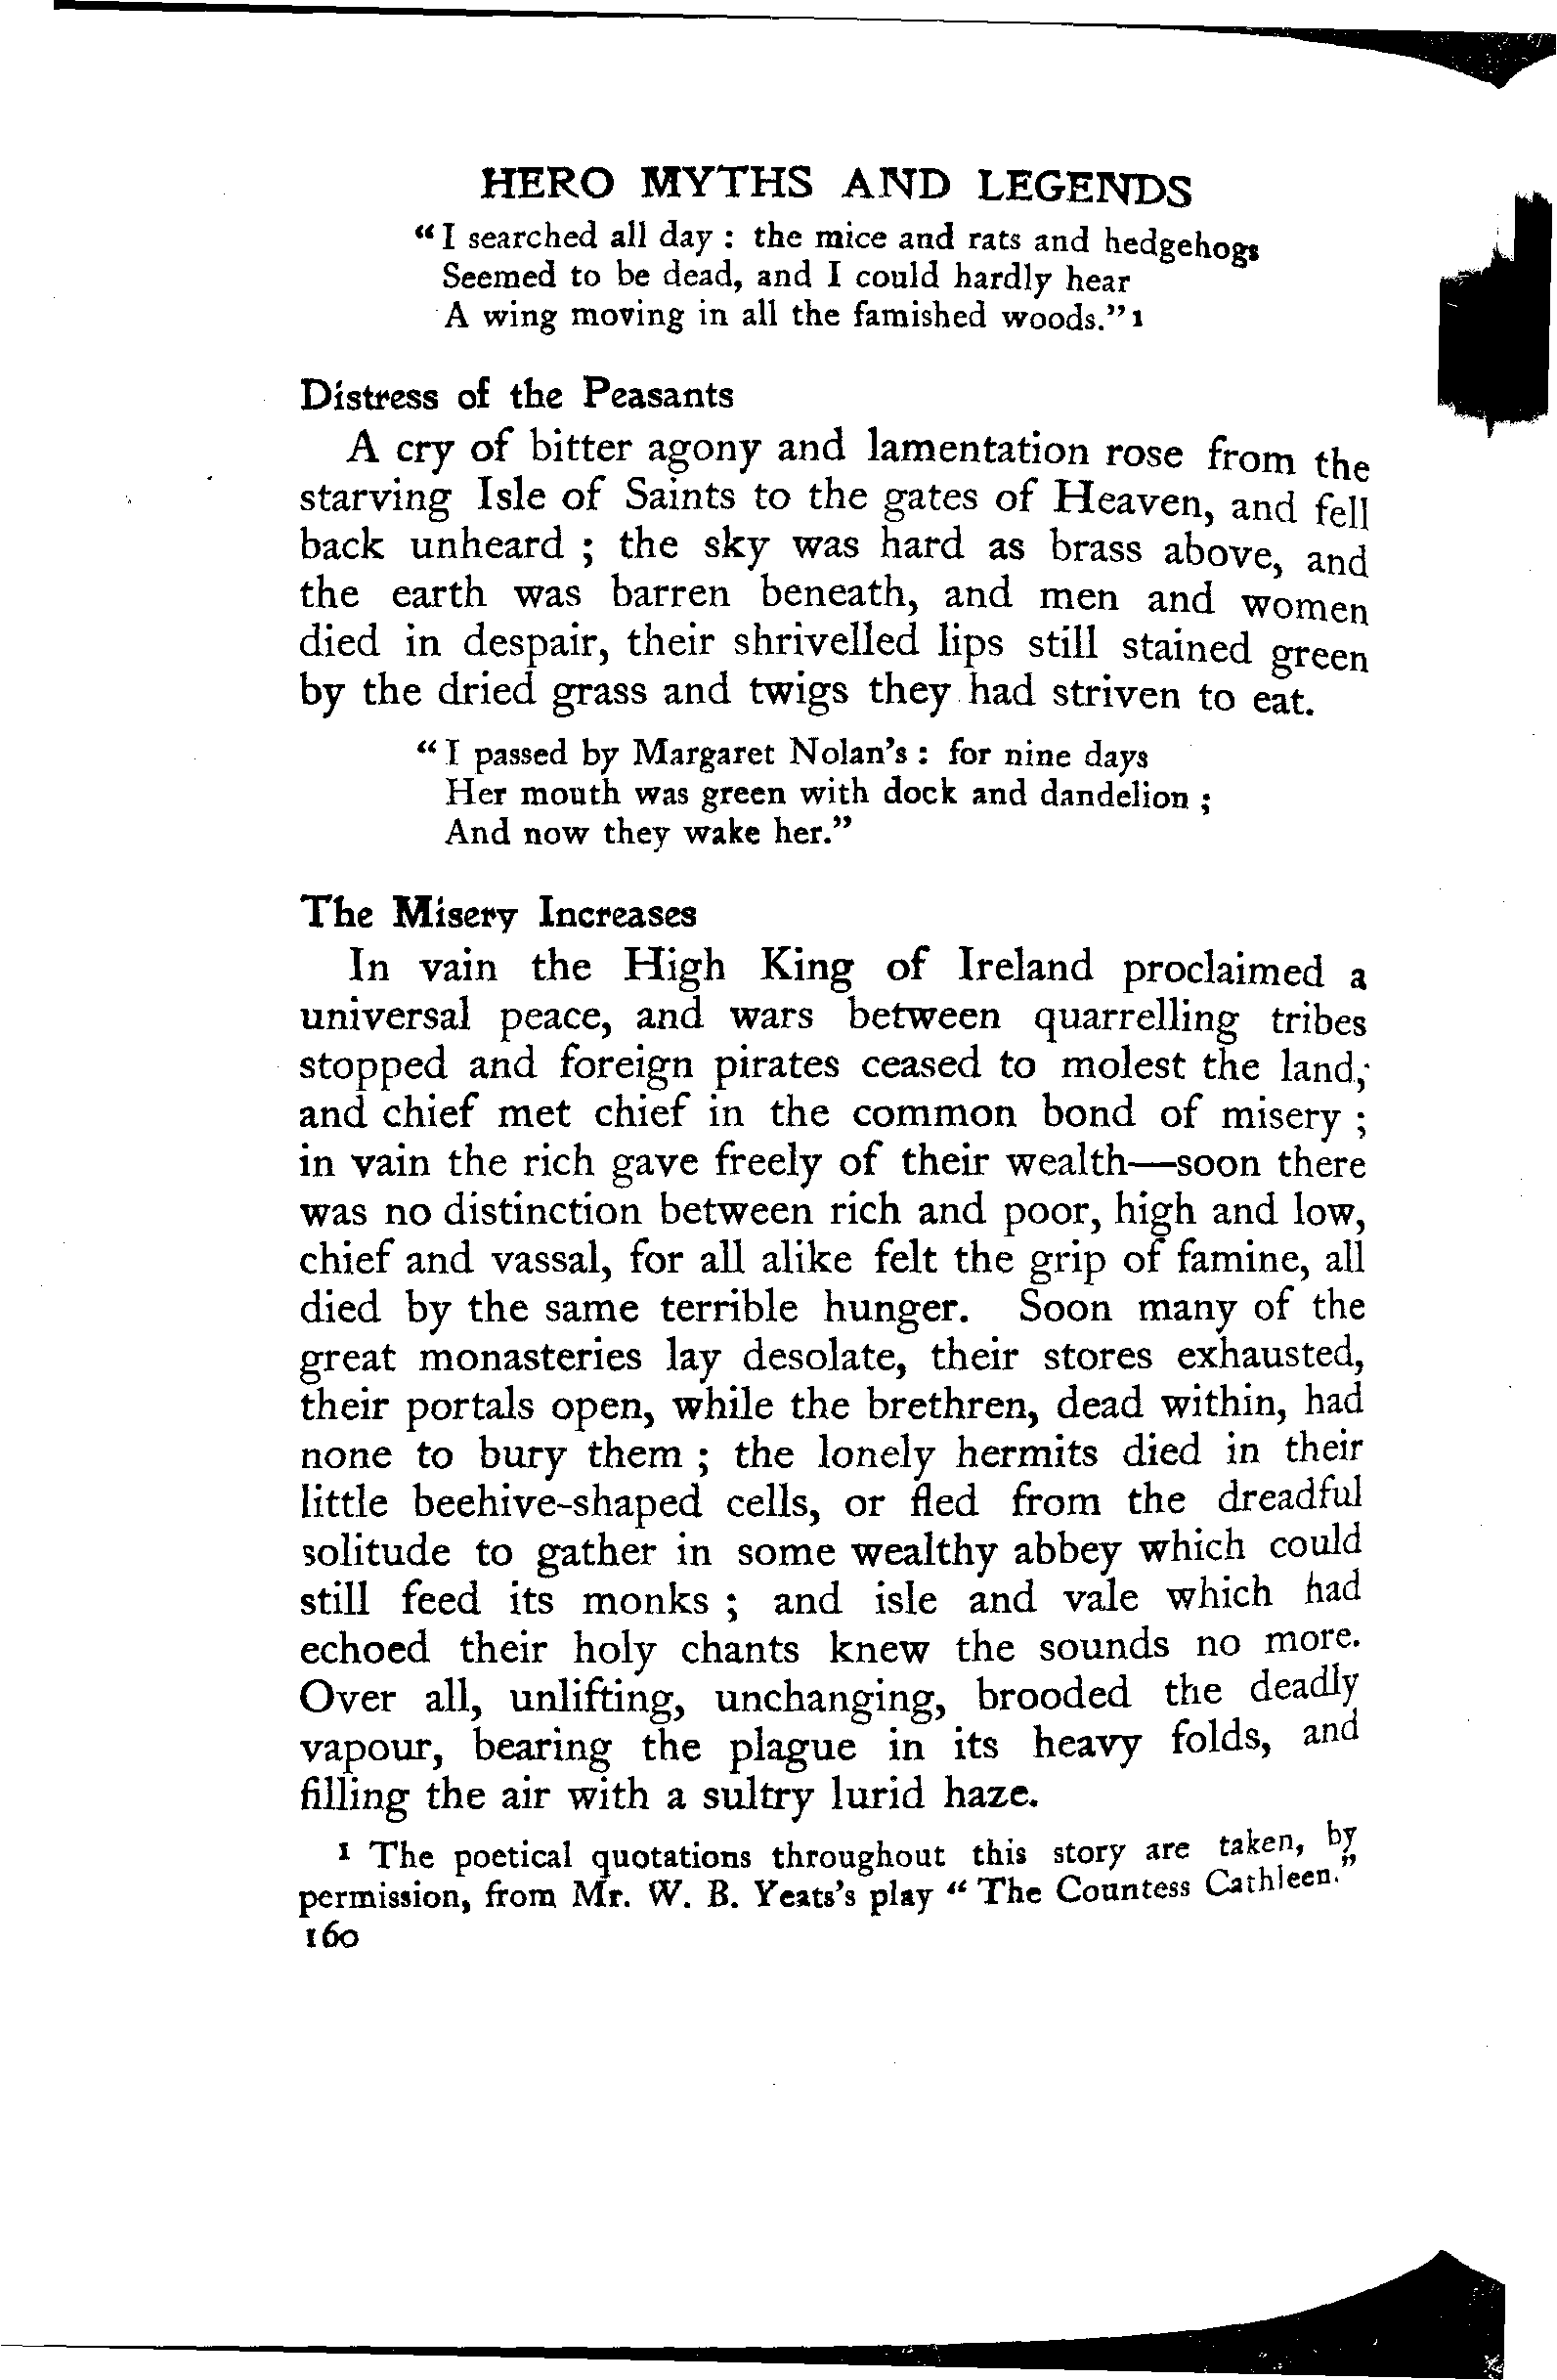 HERO MYTHS AND LEGENDS
“I searched all day : the mice and rats and hedgehogs
Seemed to be dead, and I could hardly hear
A wing moving in all the famished woods.”1
Distress of the Peasants
A cry of bitter agony and lamentation rose from the
starving Isle of Saints to the gates of Heaven, and fell
back unheard ; the sky was hard as brass above, and
the earth was barren beneath, and men and women
died in despair, their shrivelled lips still stained green
by the dried grass and twigs they had striven to eat.
“I passed by Margaret Nolan’s : for nine days
Her mouth was green with dock and dandelion ;
And now they wake her.”
The Misery Increases
In vain the High King of Ireland proclaimed a
universal peace, and wars between quarrelling tribes
stopped and foreign pirates ceased to molest the land,
and chief met chief in the common bond of misery ;
in vain the rich gave freely of their wealth—soon there
was no distinction between rich and poor, high and low,
chief and vassal, for all alike felt the grip of famine, all
died by the same terrible hunger. Soon many of the
great monasteries lay desolate, their stores exhausted,
their portals open, while the brethren, dead within, had
none to bury them ; the lonely hermits died in their
little beehive-shaped cells, or fled from the dreadful
solitude to gather in some wealthy abbey which could
still feed its monks ; and isle and vale which had
echoed their holy chants knew the sounds no more.
Over all, unlifting, unchanging, brooded the deadly
vapour, bearing the plague in its heavy folds, and
filling the air with a sultry lurid haze.
1 The poetical quotations throughout this story are taken, by
permission, from Mr. W. B. Yeats’s play “The Countess Cathleen.”
160